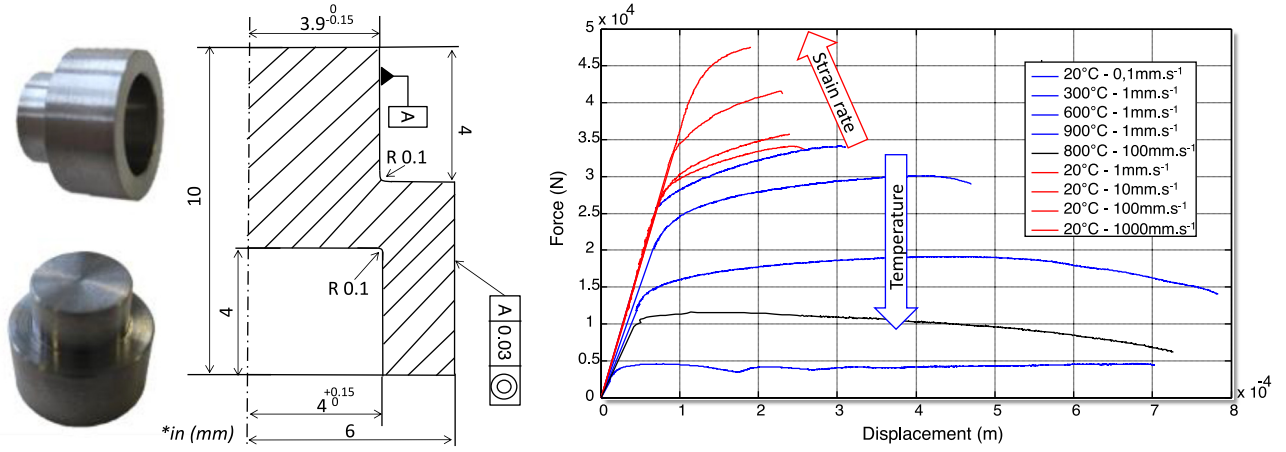 3.9 0 -0.15
A
4
R 0.1
10
R 0.1
4
A 0.03
4 +0.15 0
6
*in (mm)
x 10⁴
5
4.5
4
3.5
3
2.5
2
1.5
1
0.5
0
Force (N)
0 1 2 3 4 5 6 7 8
x 10⁻⁴
Displacement (m)
Strain rate
Temperature
20°C - 0,1mm.s⁻¹
300°C - 1mm.s⁻¹
600°C - 1mm.s⁻¹
900°C - 1mm.s⁻¹
800°C - 100mm.s⁻¹
20°C - 1mm.s⁻¹
20°C - 10mm.s⁻¹
20°C - 100mm.s⁻¹
20°C - 1000mm.s⁻¹